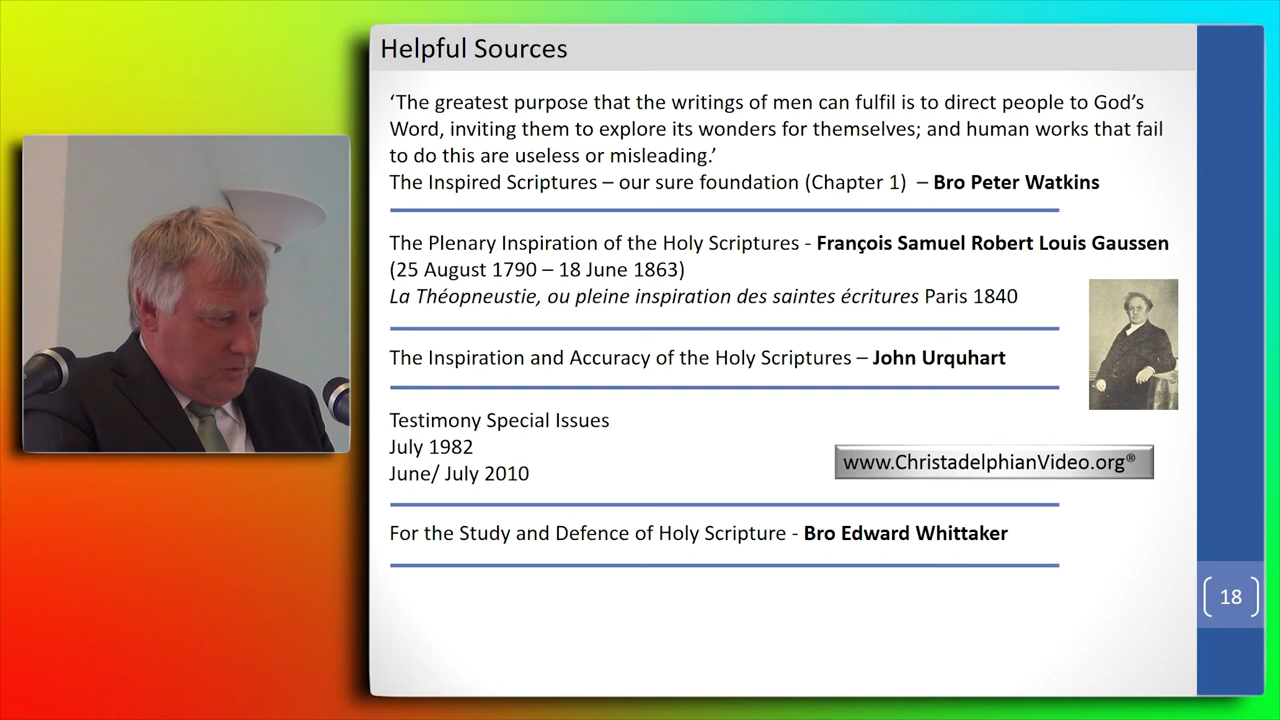 Helpful Sources
‘The greatest purpose that the writings of men can fulfil is to direct people to God’s
Word, inviting them to explore its wonders for themselves; and human works that fail
to do this are useless or misleading.’
The Inspired Scriptures – our sure foundation (Chapter 1) – Bro Peter Watkins
The Plenary Inspiration of the Holy Scriptures - François Samuel Robert Louis Gaussen
(25 August 1790 – 18 June 1863)
La Théopneustie, ou pleine inspiration des saintes écritures Paris 1840
The Inspiration and Accuracy of the Holy Scriptures – John Urquhart
Testimony Special Issues
July 1982
June/ July 2010
www.ChristadelphianVideo.org®
For the Study and Defence of Holy Scripture - Bro Edward Whittaker
18